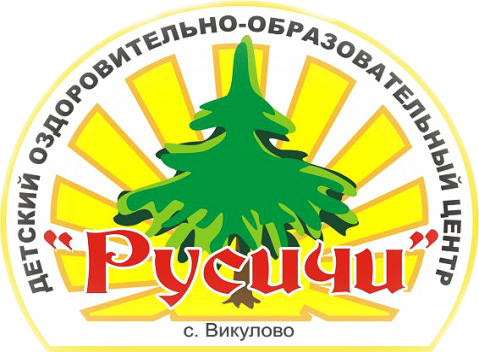 ДЕТСКИЙ ОЗДОРОВИТЕЛЬНО-ОБРАЗОВАТЕЛЬНЫЙ ЦЕНТР
"Русичи"
с. Викулово